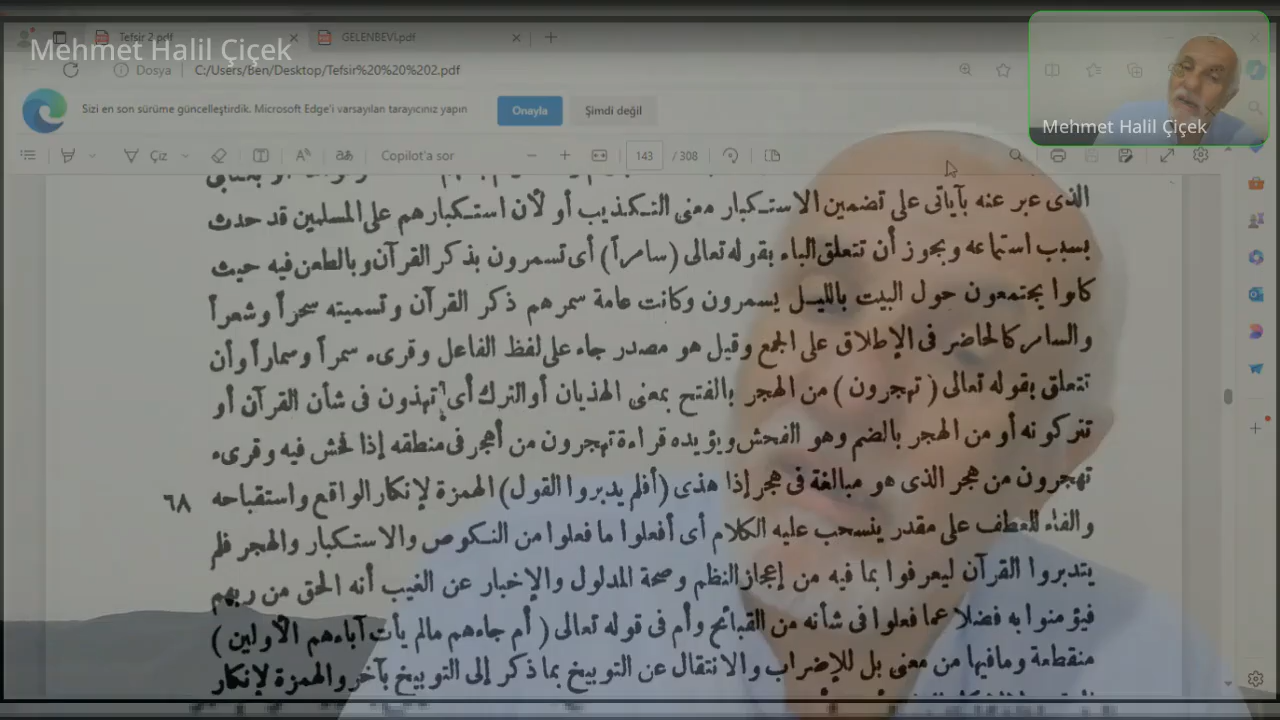 Tefsir 2.pdf
GELENBEVI.pdf
Mehmet Halil Çiçek
Dosya
C:/Users/Ben/Desktop/Tefsir%20%20%202.pdf
Sizi en son sürüme güncelleştirdik. Microsoft Edge'i varsayılan tarayıcınız yapın
Onayla
Şimdi değil
Mehmet Halil Çiçek
Çiz
Copilot'a sor
143 / 308
الذى عبر عنه بآياتى على تضمين الاستكبار معنى التكذيب أو لأن استكبارهم على المسلمين قد حدث
بسبب استماعه ويجوز أن تتعلق الباء بقوله تعالى (سامراً) أى تسمرون بذكر القرآن وبالطعن فيه حيث
كانوا يجتمعون حول البيت بالليل يسمرون وكانت عامة سمرهم ذكر القرآن وتسميته سحراً وشعراً
والسامر كالحاضر فى الإطلاق على الجمع وقيل هو مصدر جاء على لفظ الفاعل وقرىء سمراً وسماراً وأن
تتعلق بقوله تعالى (تهجرون) من الهجر بالفتح بمعنى الهذيان أو الترك أى تهذون فى شأن القرآن أو
تتركونه أو من الهجر بالضم وهو الفحش ويؤيده قراءة تهجرون من أهجر فى منطقه إذا فحش فيه وقرىء
تهجرون من هجر الذى هو مبالغة فى هجر إذا هذى (أفلم يدبروا القول) الهمزة لإنكار الواقع واستقباحه ٦٨
والفاء للعطف على مقدر ينسحب عليه الكلام أى أفعلوا ما فعلوا من النكوص والاستكبار والهجر فلم
يتدبروا القرآن ليعرفوا بما فيه من إعجاز النظم وصحة المدلول والإخبار عن الغيب أنه الحق من ربهم
فيؤمنوا به فضلا عما فعلوا فى شأنه من القبائح وأم فى قوله تعالى (أم جاءهم مالم يأت آباءهم الأولين)
منقطعة ومافيها من معنى بل للإضراب والانتقال عن التوبيخ بما ذكر إلى التوبيخ بآخر والهمزة لإنكار